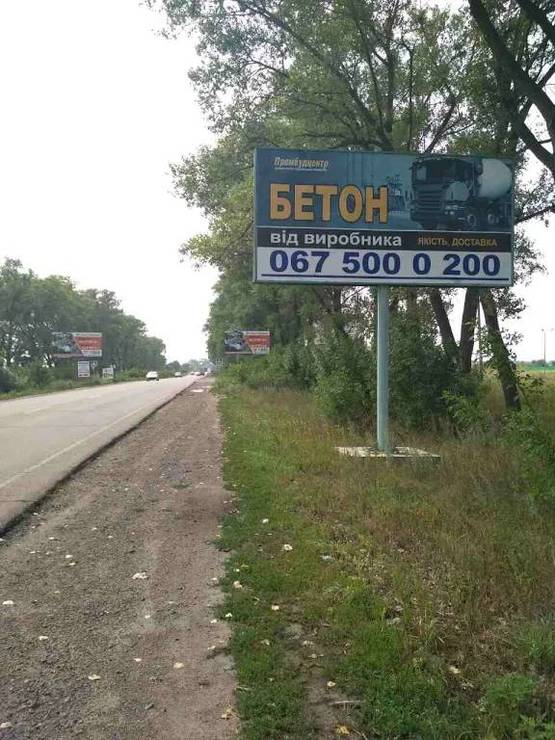 Промбудцентр
БЕТОН
від виробника ЯКІСТЬ, ДОСТАВКА
067 500 0 200